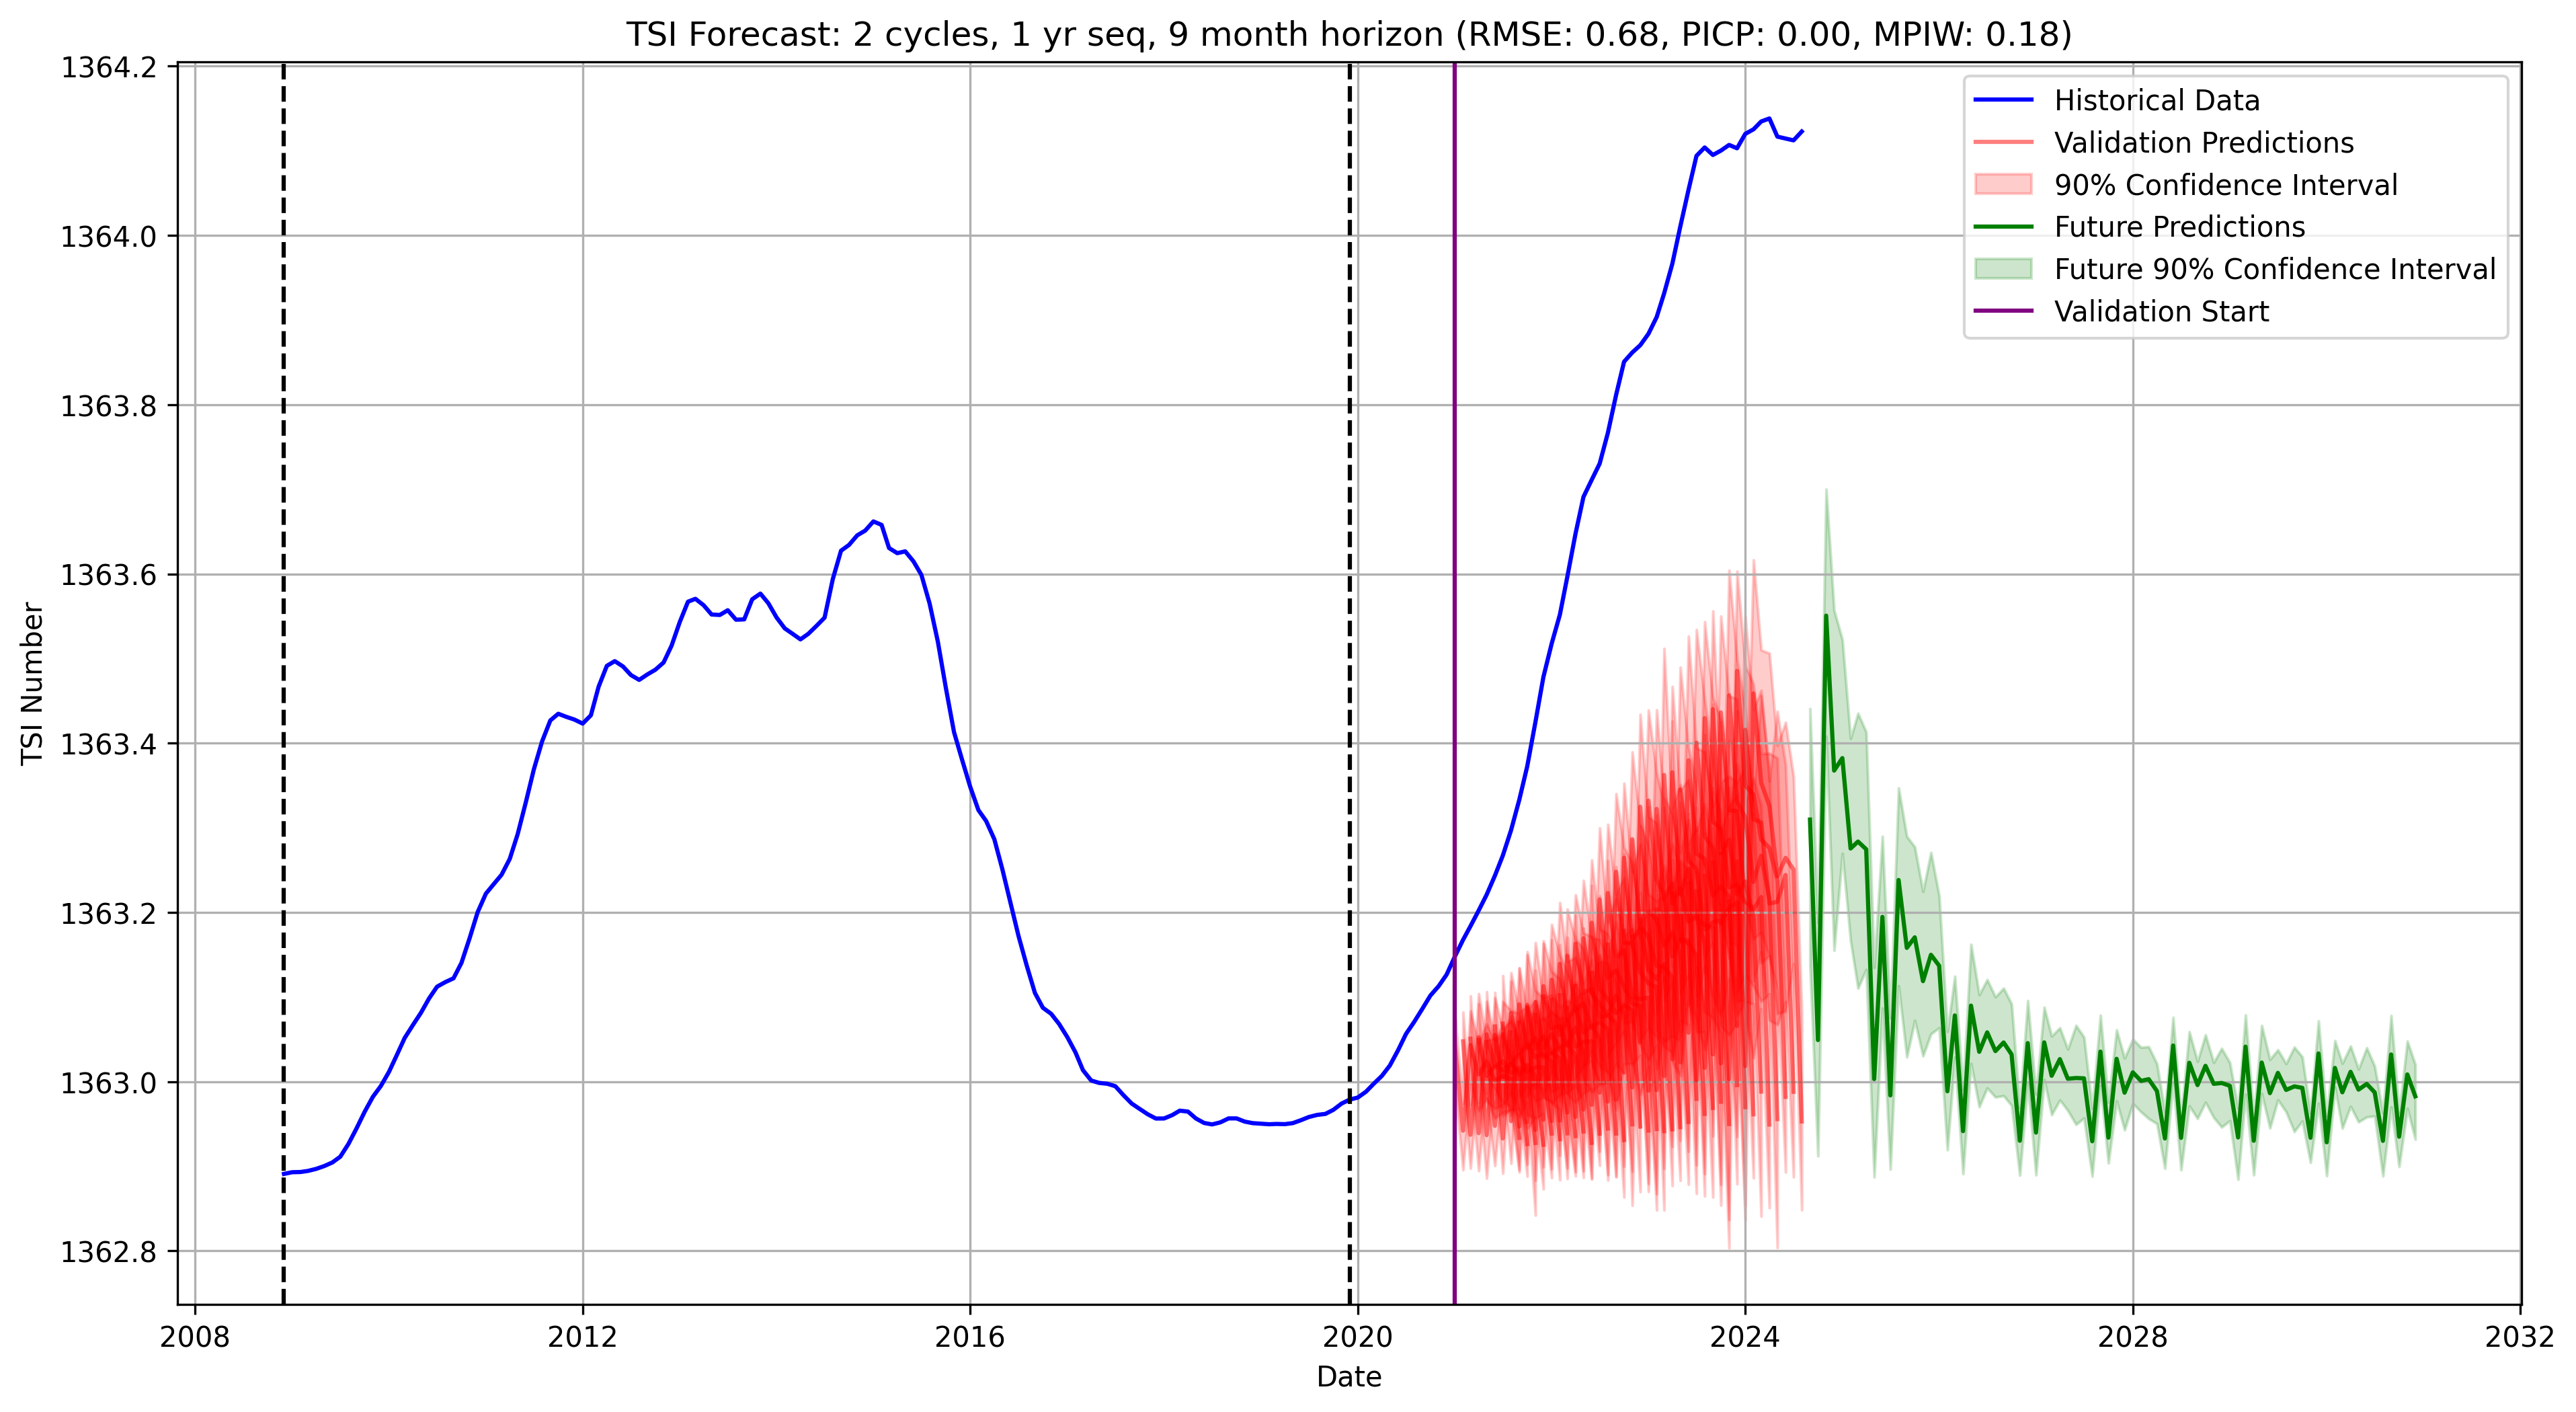 TSI Forecast: 2 cycles, 1 yr seq, 9 month horizon (RMSE: 0.68, PICP: 0.00, MPIW: 0.18)
1364.2
1364.0
1363.8
1363.6
1363.4
1363.2
1363.0
1362.8
TSI Number
Historical Data
Validation Predictions
90% Confidence Interval
Future Predictions
Future 90% Confidence Interval
Validation Start
2008 2012 2016 2020 2024 2028 2032
Date